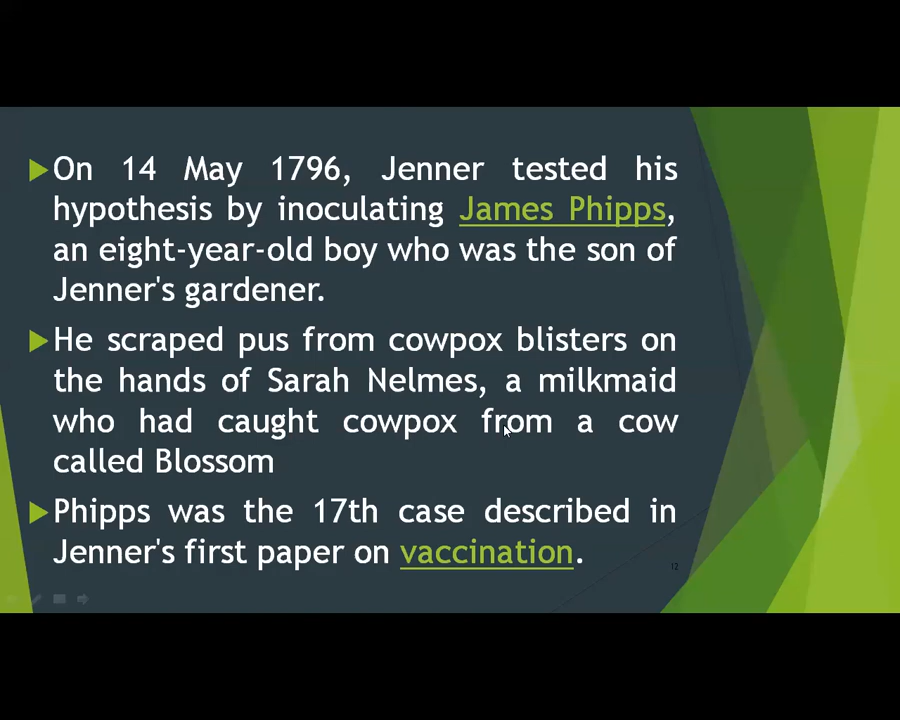 On 14 May 1796, Jenner tested his
hypothesis by inoculating James Phipps,
an eight-year-old boy who was the son of
Jenner's gardener.
He scraped pus from cowpox blisters on
the hands of Sarah Nelmes, a milkmaid
who had caught cowpox from a cow
called Blossom
Phipps was the 17th case described in
Jenner's first paper on vaccination.
12